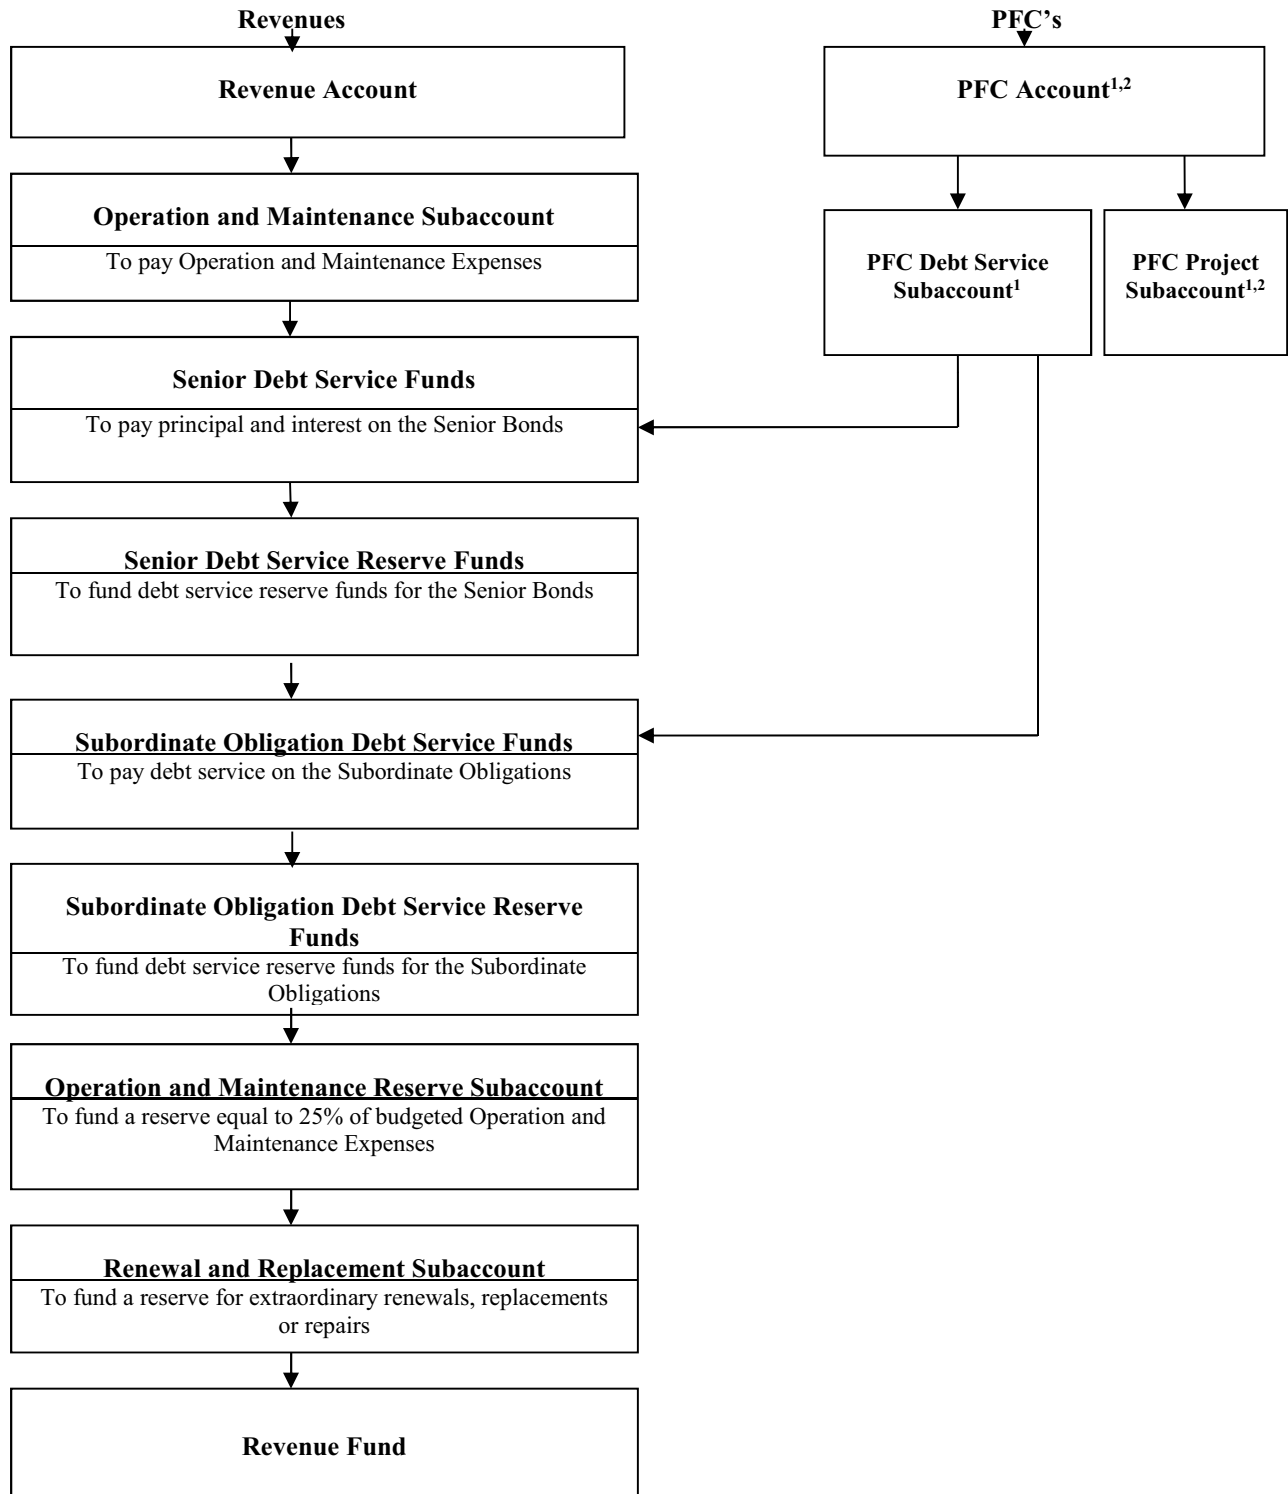 Revenues
Revenue Account
Operation and Maintenance Subaccount
To pay Operation and Maintenance Expenses
Senior Debt Service Funds
To pay principal and interest on the Senior Bonds
Senior Debt Service Reserve Funds
To fund debt service reserve funds for the Senior Bonds
Subordinate Obligation Debt Service Funds
To pay debt service on the Subordinate Obligations
Subordinate Obligation Debt Service Reserve
Funds
To fund debt service reserve funds for the Subordinate
Obligations
Operation and Maintenance Reserve Subaccount
To fund a reserve equal to 25% of budgeted Operation and
Maintenance Expenses
Renewal and Replacement Subaccount
To fund a reserve for extraordinary renewals, replacements
or repairs
Revenue Fund
PFC’s
PFC Account1,2
PFC Debt Service
Subaccount1
PFC Project
Subaccount1,2